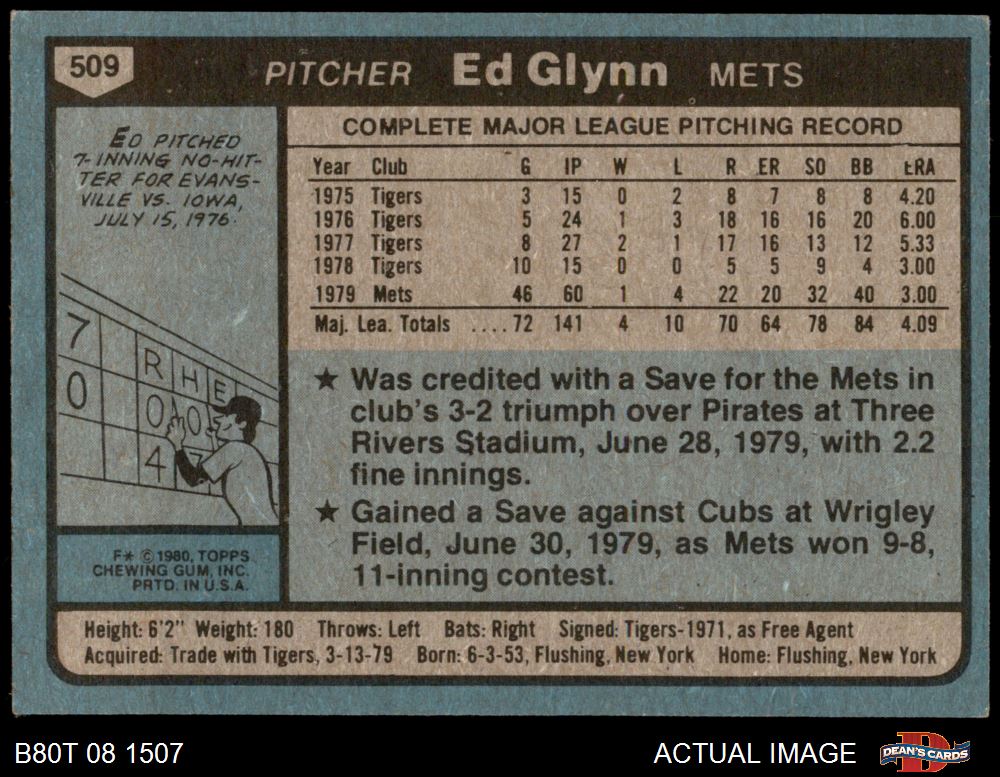 509
PITCHER Ed Glynn METS
ED PITCHED
7-INNING NO-HIT-
TER FOR EVANS-
VILLE VS. IOWA,
JULY 15, 1976.
7
0
R H E
0 0
4
COMPLETE MAJOR LEAGUE PITCHING RECORD
Year Club G IP W L R ER SO BB ERA
1975 Tigers 3 15 0 2 8 7 8 8 4.20
1976 Tigers 5 24 1 3 18 16 16 20 6.00
1977 Tigers 8 27 2 1 17 16 13 12 5.33
1978 Tigers 10 15 0 0 5 5 9 4 3.00
1979 Mets 46 60 1 4 22 20 32 40 3.00
Maj. Lea. Totals ....72 141 4 10 70 64 78 84 4.09
★ Was credited with a Save for the Mets in
club's 3-2 triumph over Pirates at Three
Rivers Stadium, June 28, 1979, with 2.2
fine innings.
★ Gained a Save against Cubs at Wrigley
Field, June 30, 1979, as Mets won 9-8,
11-inning contest.
F* © 1980, TOPPS
CHEWING GUM, INC.
PRTD. IN U.S.A.
Height: 6'2" Weight: 180 Throws: Left Bats: Right Signed: Tigers-1971, as Free Agent
Acquired: Trade with Tigers, 3-13-79 Born: 6-3-53, Flushing, New York Home: Flushing, New York
B80T 08 1507
ACTUAL IMAGE
D
DEAN'S CARDS